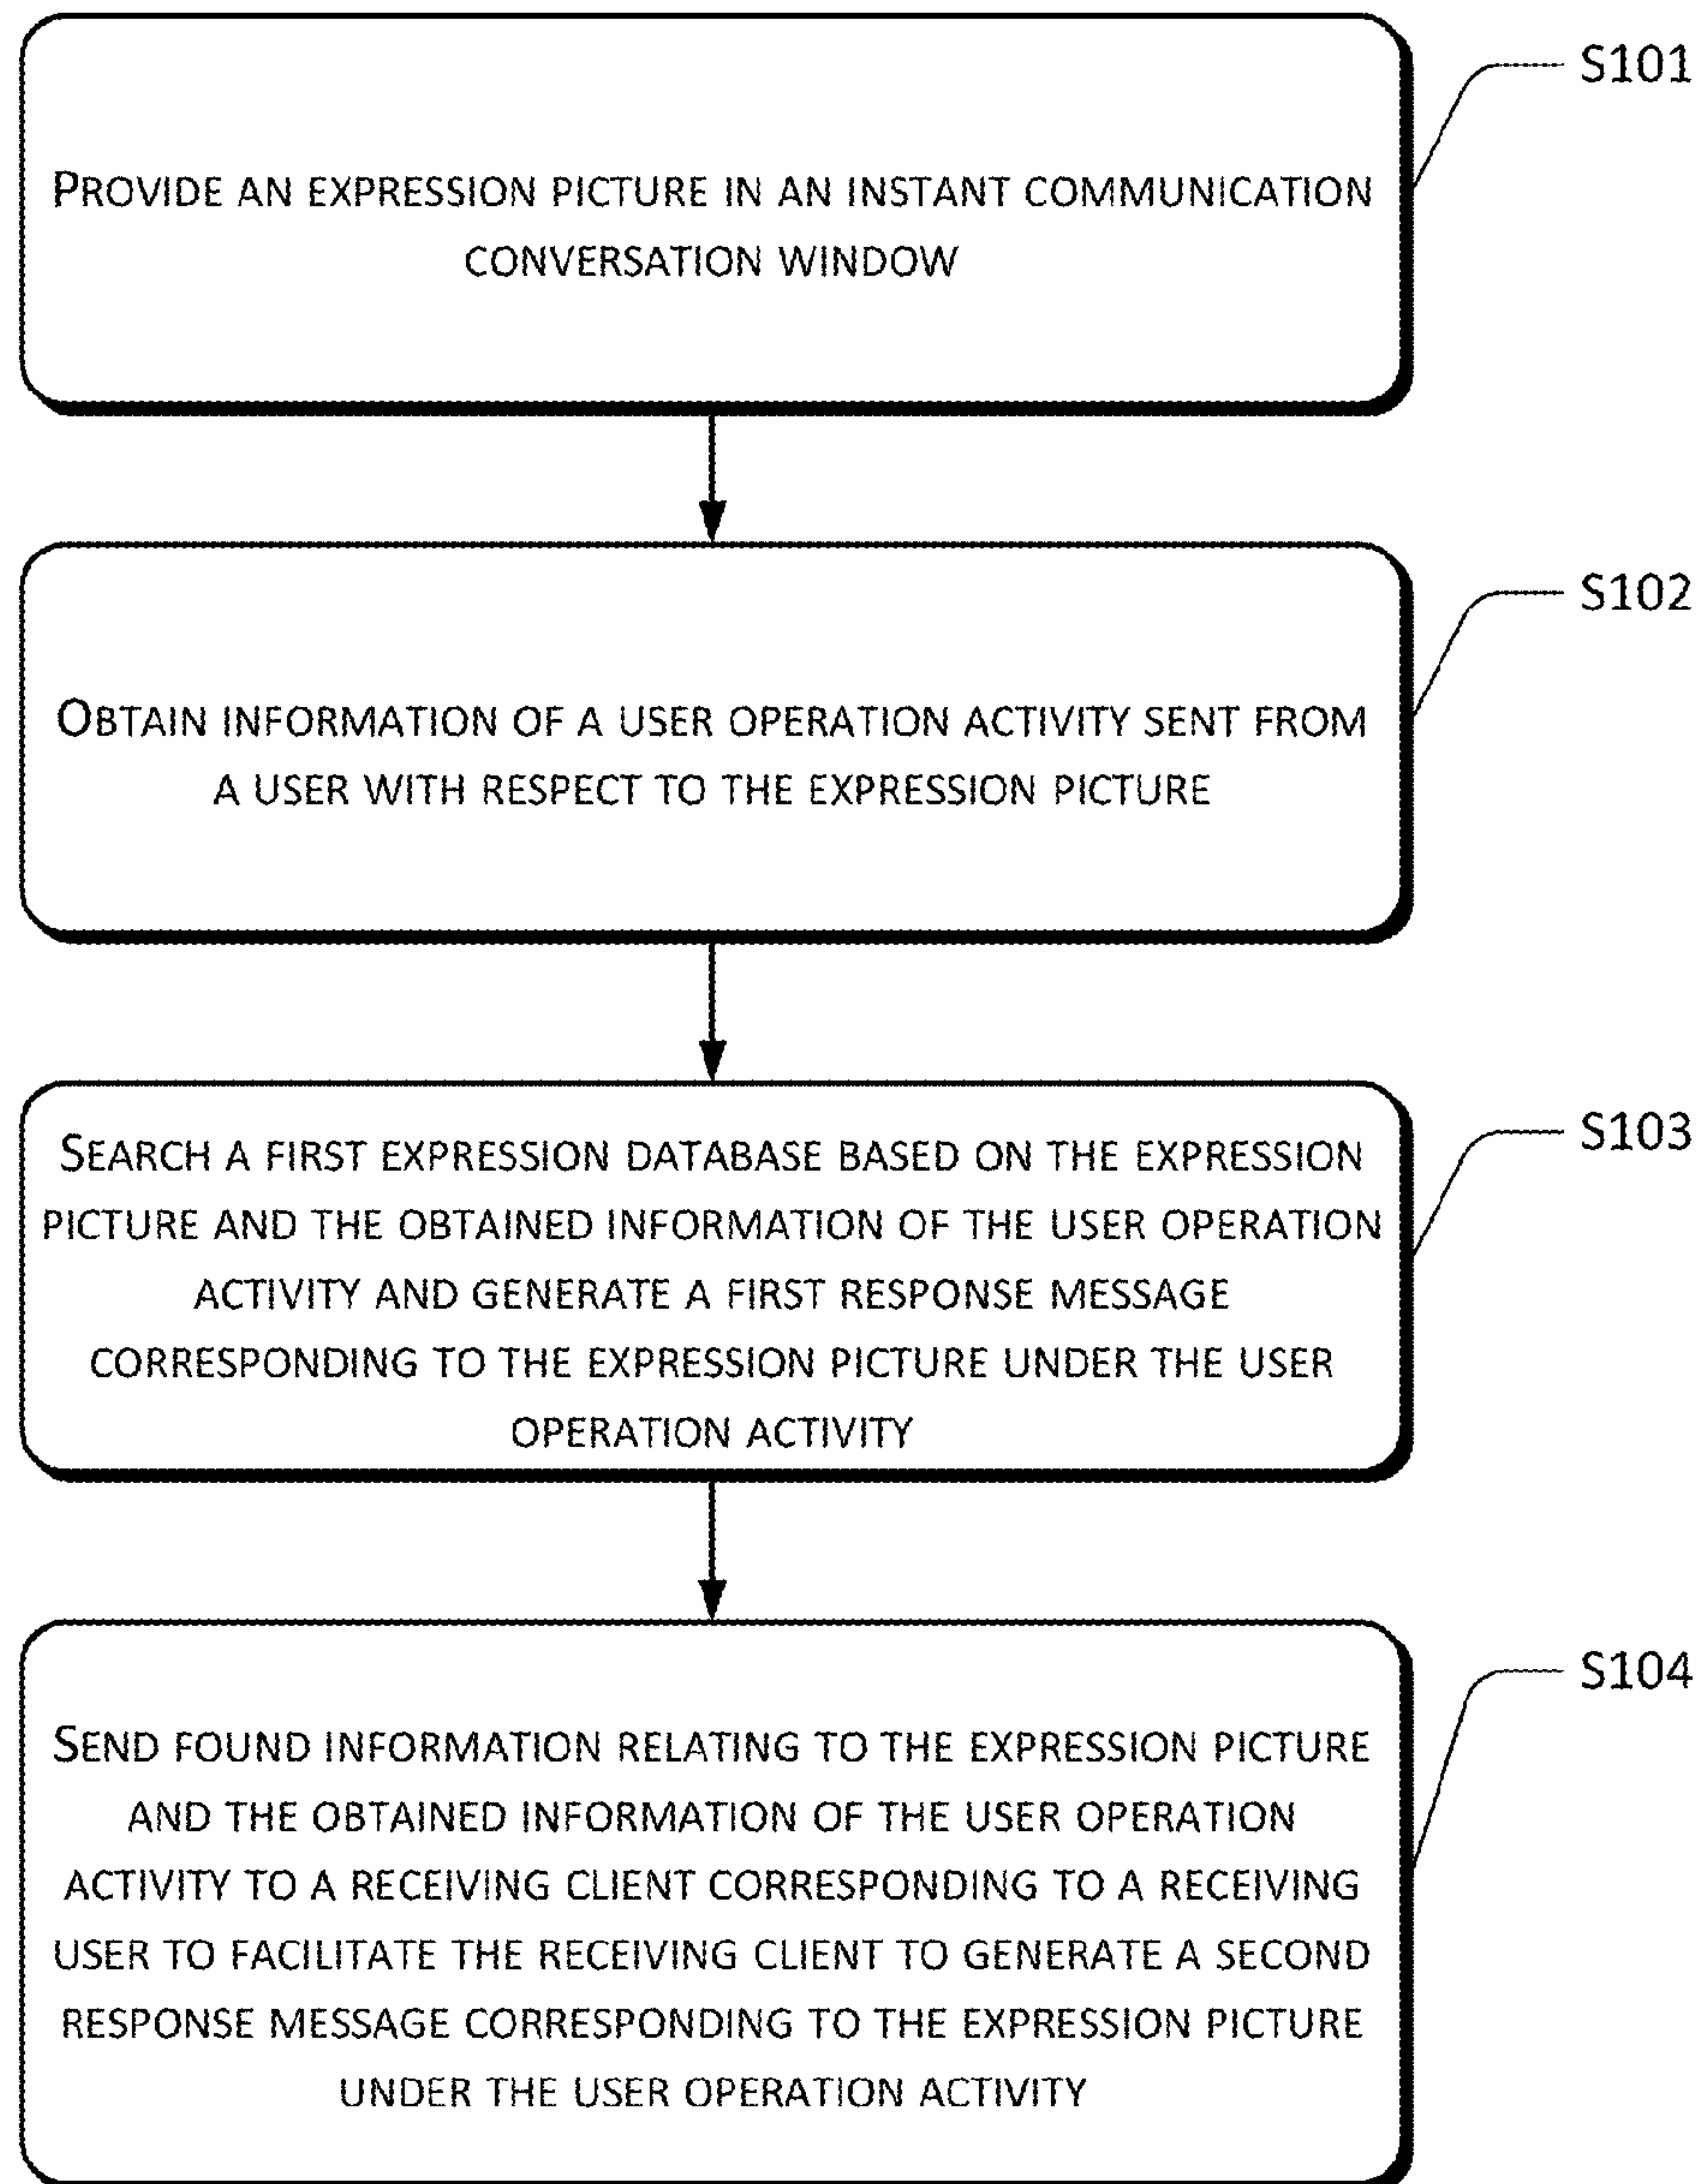 PROVIDE AN EXPRESSION PICTURE IN AN INSTANT COMMUNICATION
CONVERSATION WINDOW
S101
OBTAIN INFORMATION OF A USER OPERATION ACTIVITY SENT FROM
A USER WITH RESPECT TO THE EXPRESSION PICTURE
S102
SEARCH A FIRST EXPRESSION DATABASE BASED ON THE EXPRESSION
PICTURE AND THE OBTAINED INFORMATION OF THE USER OPERATION
ACTIVITY AND GENERATE A FIRST RESPONSE MESSAGE
CORRESPONDING TO THE EXPRESSION PICTURE UNDER THE USER
OPERATION ACTIVITY
S103
SEND FOUND INFORMATION RELATING TO THE EXPRESSION PICTURE
AND THE OBTAINED INFORMATION OF THE USER OPERATION
ACTIVITY TO A RECEIVING CLIENT CORRESPONDING TO A RECEIVING
USER TO FACILITATE THE RECEIVING CLIENT TO GENERATE A SECOND
RESPONSE MESSAGE CORRESPONDING TO THE EXPRESSION PICTURE
UNDER THE USER OPERATION ACTIVITY
S104